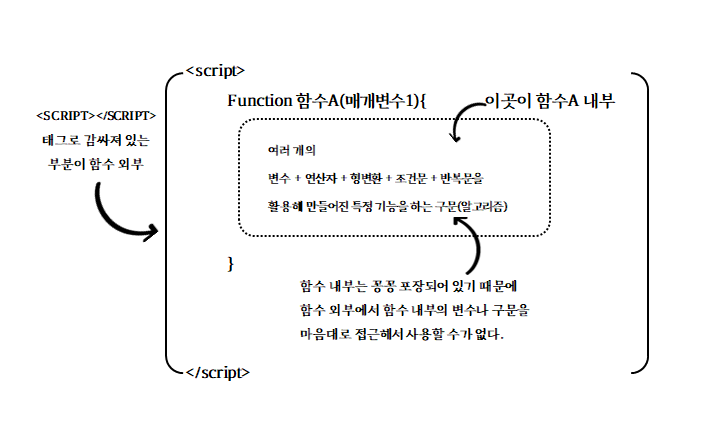 <script>
Function 함수A(매개변수1){
이곳이 함수A 내부
<SCRIPT></SCRIPT>
태그로 감싸져 있는
부분이 함수 외부
여러 개의
변수 + 연산자 + 형변환 + 조건문 + 반복문을
활용해 만들어진 특정 기능을 하는 구문(알고리즘)
}
함수 내부는 꽁꽁 포장되어 있기 때문에
함수 외부에서 함수 내부의 변수나 구문을
마음대로 접근해서 사용할 수가 없다.
</script>